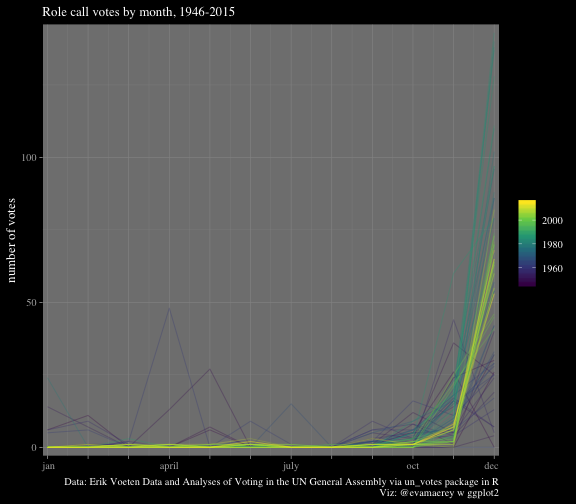 Role call votes by month, 1946-2015
number of votes
100
50
0
jan
april
july
oct
dec
2000
1980
1960
Data: Erik Voeten Data and Analyses of Voting in the UN General Assembly via un_votes package in R
Viz: @evamaerey w ggplot2